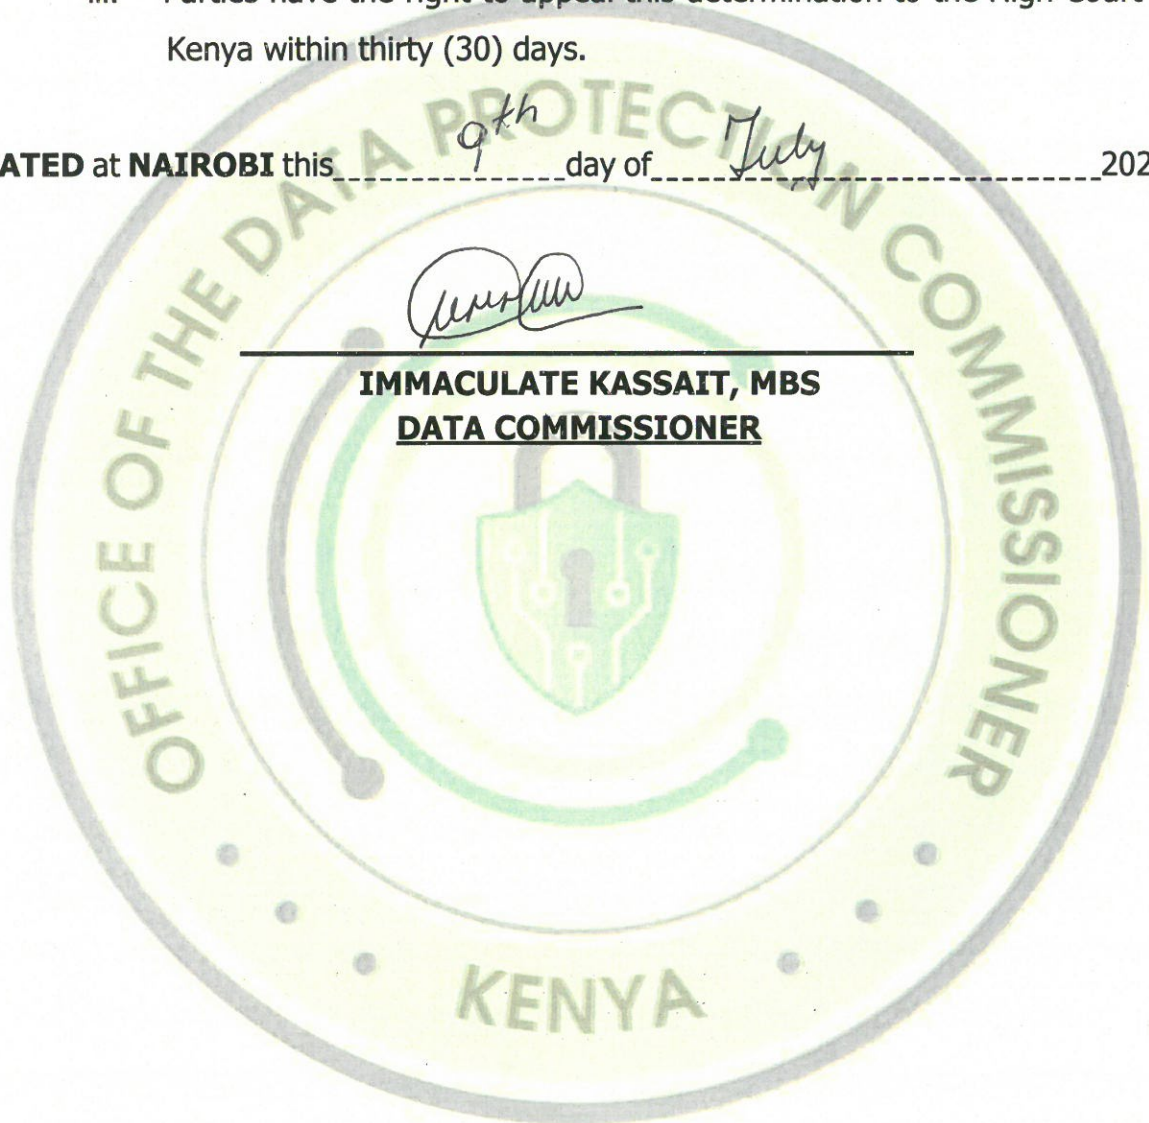 Parties have the right to appeal this determination to the High Court
Kenya within thirty (30) days.
ATED at NAIROBI this 9th day of July 202
IMMACULATE KASSAIT, MBS
DATA COMMISSIONER
OFFICE OF THE DATA PROTECTION COMMISSIONER
KENYA